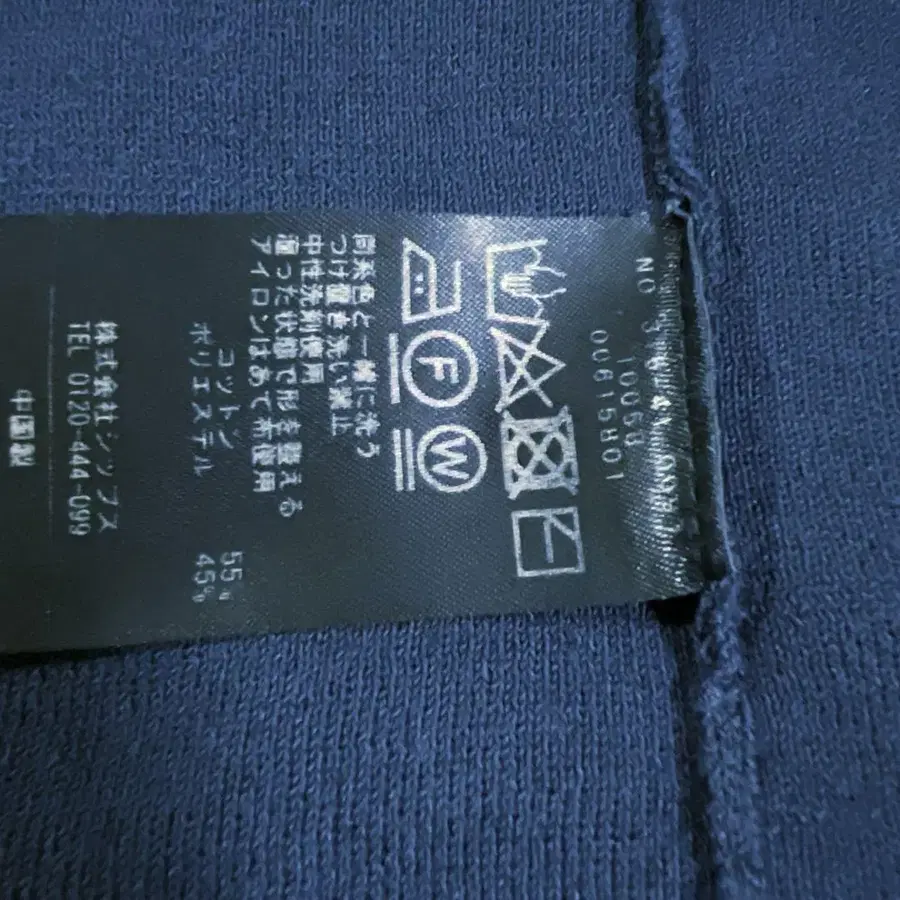 NO
00615801
F
W
同系色と一緒に洗う
つけ置き洗い禁止
中性洗剤使用
湿った状態で形を整える
アイロンはあて布使用
コットン 55%
ポリエステル 45%
株式会社シップス
TEL 0120-444-099
中国製